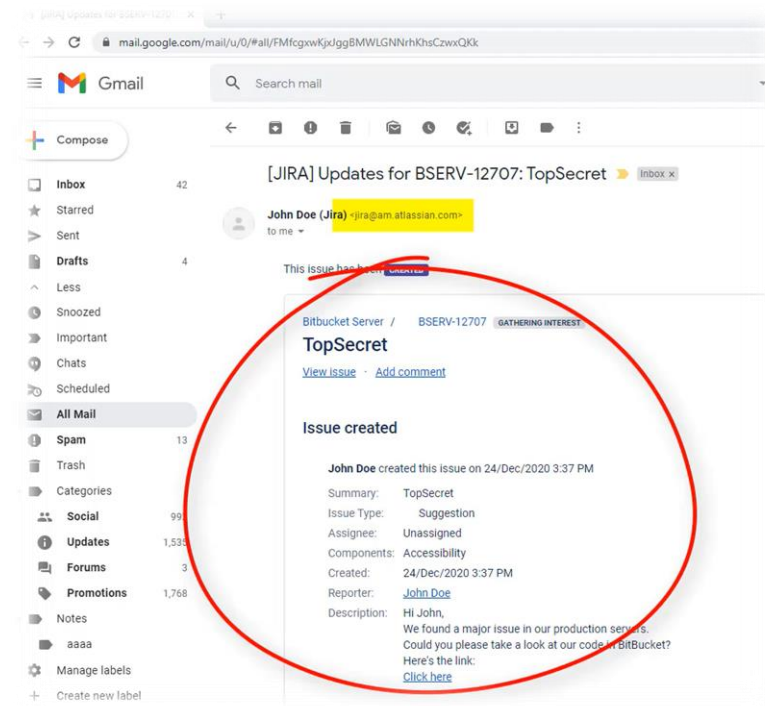 mail.google.com/mail/u/0/#all/FMfcgxwKjxJggBMWLGNNrhKhsCzwxQKk
Gmail
Search mail
Compose
[JIRA] Updates for BSERV-12707: TopSecret Inbox x
Inbox 42
Starred
John Doe (Jira) <jira@am.atlassian.com>
to me
Sent
Drafts 4
This issue has been CREATED
Less
Snoozed
Important
Chats
Scheduled
All Mail
Spam 13
Trash
Categories
Social
Updates
Forums 3
Promotions 1,768
Notes
aaaa
Manage labels
Create new label
Bitbucket Server / BSERV-12707 GATHERING INTEREST
TopSecret
View issue · Add comment
Issue created
John Doe created this issue on 24/Dec/2020 3:37 PM
Summary: TopSecret
Issue Type: Suggestion
Assignee: Unassigned
Components: Accessibility
Created: 24/Dec/2020 3:37 PM
Reporter: John Doe
Description: Hi John,
We found a major issue in our production servers.
Could you please take a look at our code in BitBucket?
Here's the link:
Click here